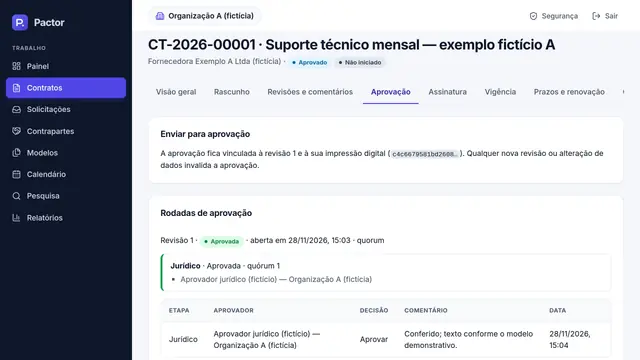 P. Pactor
Organização A (fictícia)
Segurança
Sair
TRABALHO
Painel
Contratos
Solicitações
Contrapartes
Modelos
Calendário
Pesquisa
Relatórios
CT-2026-00001 · Suporte técnico mensal — exemplo fictício A
Fornecedora Exemplo A Ltda (fictícia) · Aprovado Não iniciado
Visão geral Rascunho Revisões e comentários Aprovação Assinatura Vigência Prazos e renovação
Enviar para aprovação
A aprovação fica vinculada à revisão 1 e à sua impressão digital (c4c6679581bd2608…). Qualquer nova revisão ou alteração de
dados invalida a aprovação.
Rodadas de aprovação
Revisão 1 · Aprovada · aberta em 28/11/2026, 15:03 · quorum
Jurídico · Aprovada · quórum 1
Aprovador jurídico (fictício) — Organização A (fictícia)
ETAPA APROVADOR DECISÃO COMENTÁRIO DATA
Jurídico
Aprovador jurídico (fictício) —
Organização A (fictícia)
Aprovar
Conferido; texto conforme o modelo
demonstrativo.
28/11/2026,
15:04